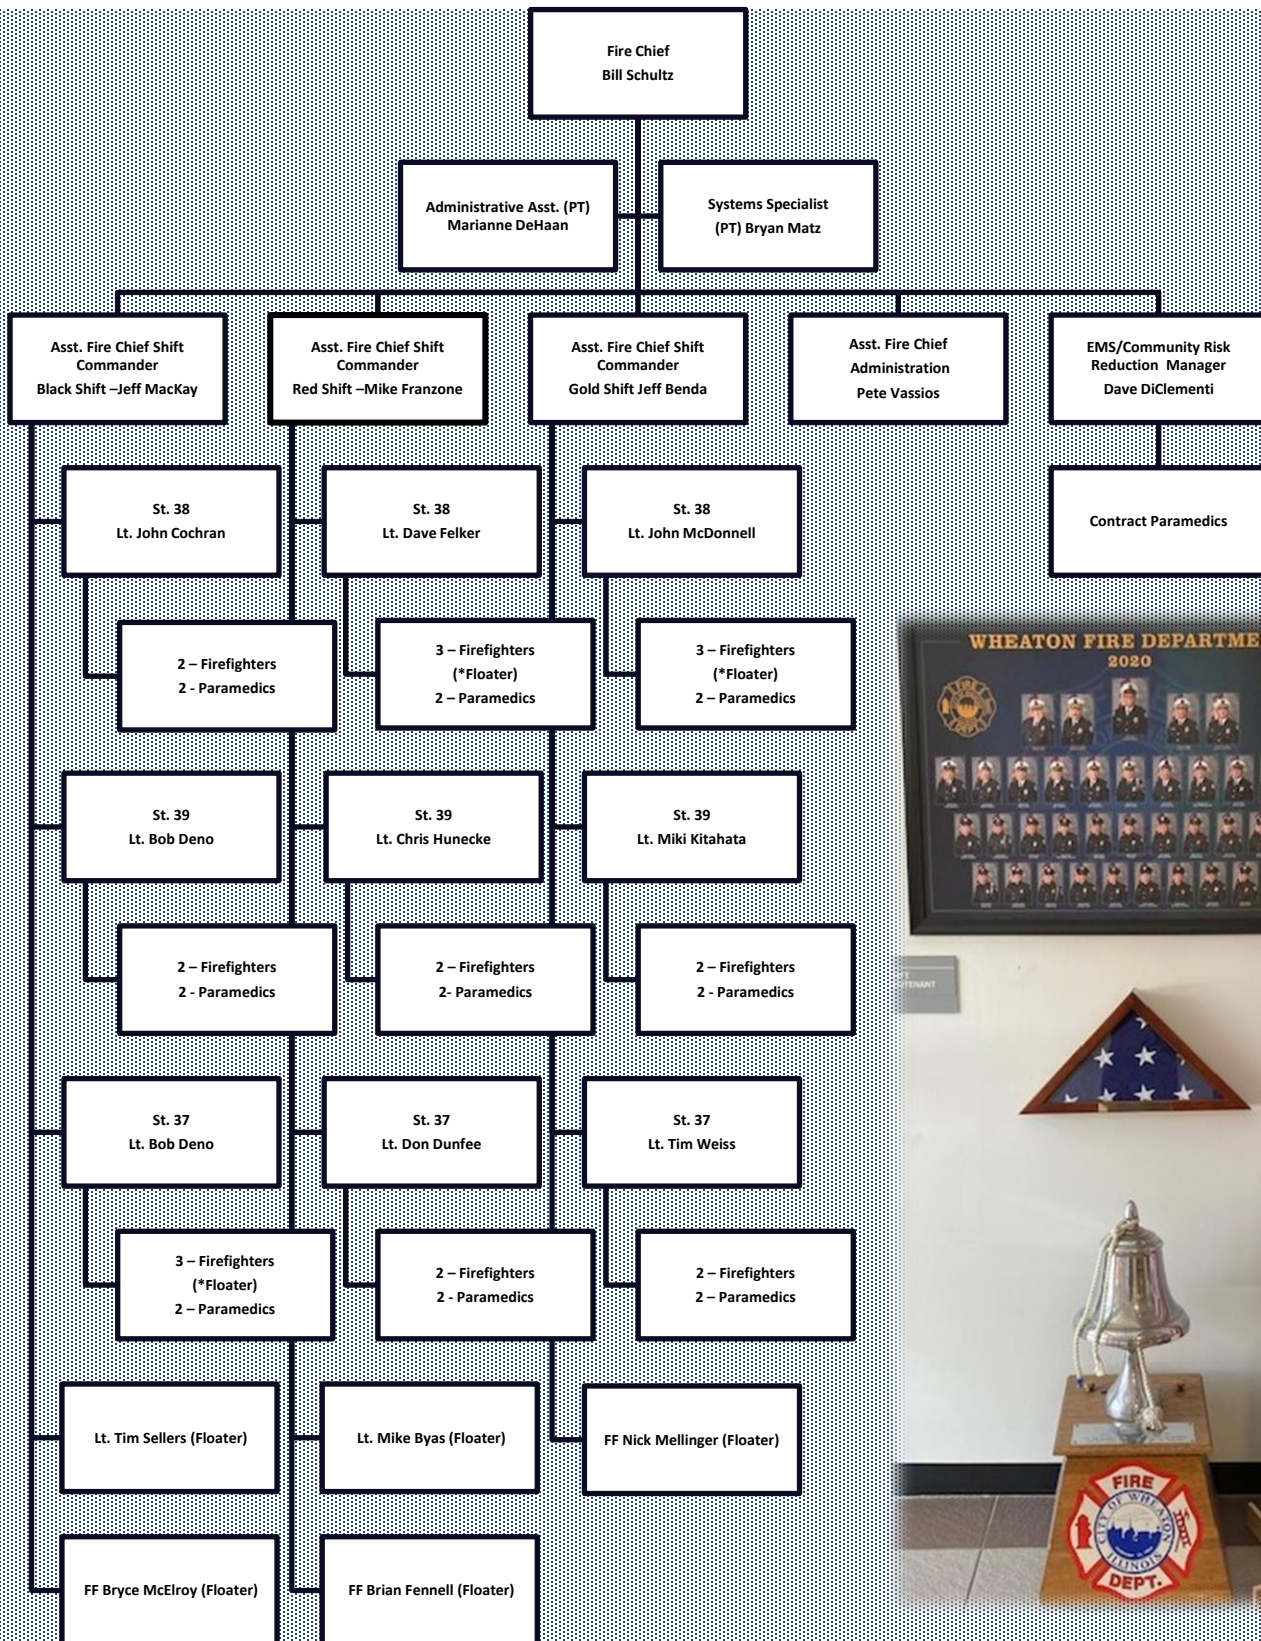 Fire Chief
Bill Schultz
Administrative Asst. (PT)
Marianne DeHaan
Systems Specialist
(PT) Bryan Matz
Asst. Fire Chief Shift
Commander
Black Shift –Jeff MacKay
Asst. Fire Chief Shift
Commander
Red Shift –Mike Franzone
Asst. Fire Chief Shift
Commander
Gold Shift Jeff Benda
Asst. Fire Chief
Administration
Pete Vassios
EMS/Community Risk
Reduction Manager
Dave DiClementi
St. 38
Lt. John Cochran
St. 38
Lt. Dave Felker
St. 38
Lt. John McDonnell
Contract Paramedics
2 – Firefighters
2 - Paramedics
3 – Firefighters
(*Floater)
2 – Paramedics
3 – Firefighters
(*Floater)
2 – Paramedics
WHEATON FIRE DEPARTME
2020
FIRE
DEPT
St. 39
Lt. Bob Deno
St. 39
Lt. Chris Hunecke
St. 39
Lt. Miki Kitahata
2 – Firefighters
2 - Paramedics
2 – Firefighters
2- Paramedics
2 – Firefighters
2 - Paramedics
St. 37
Lt. Bob Deno
St. 37
Lt. Don Dunfee
St. 37
Lt. Tim Weiss
3 – Firefighters
(*Floater)
2 – Paramedics
2 – Firefighters
2 - Paramedics
2 – Firefighters
2 – Paramedics
Lt. Tim Sellers (Floater)
Lt. Mike Byas (Floater)
FF Nick Mellinger (Floater)
FF Bryce McElroy (Floater)
FF Brian Fennell (Floater)
FIRE
CITY OF WHEATON
ILLINOIS
DEPT.